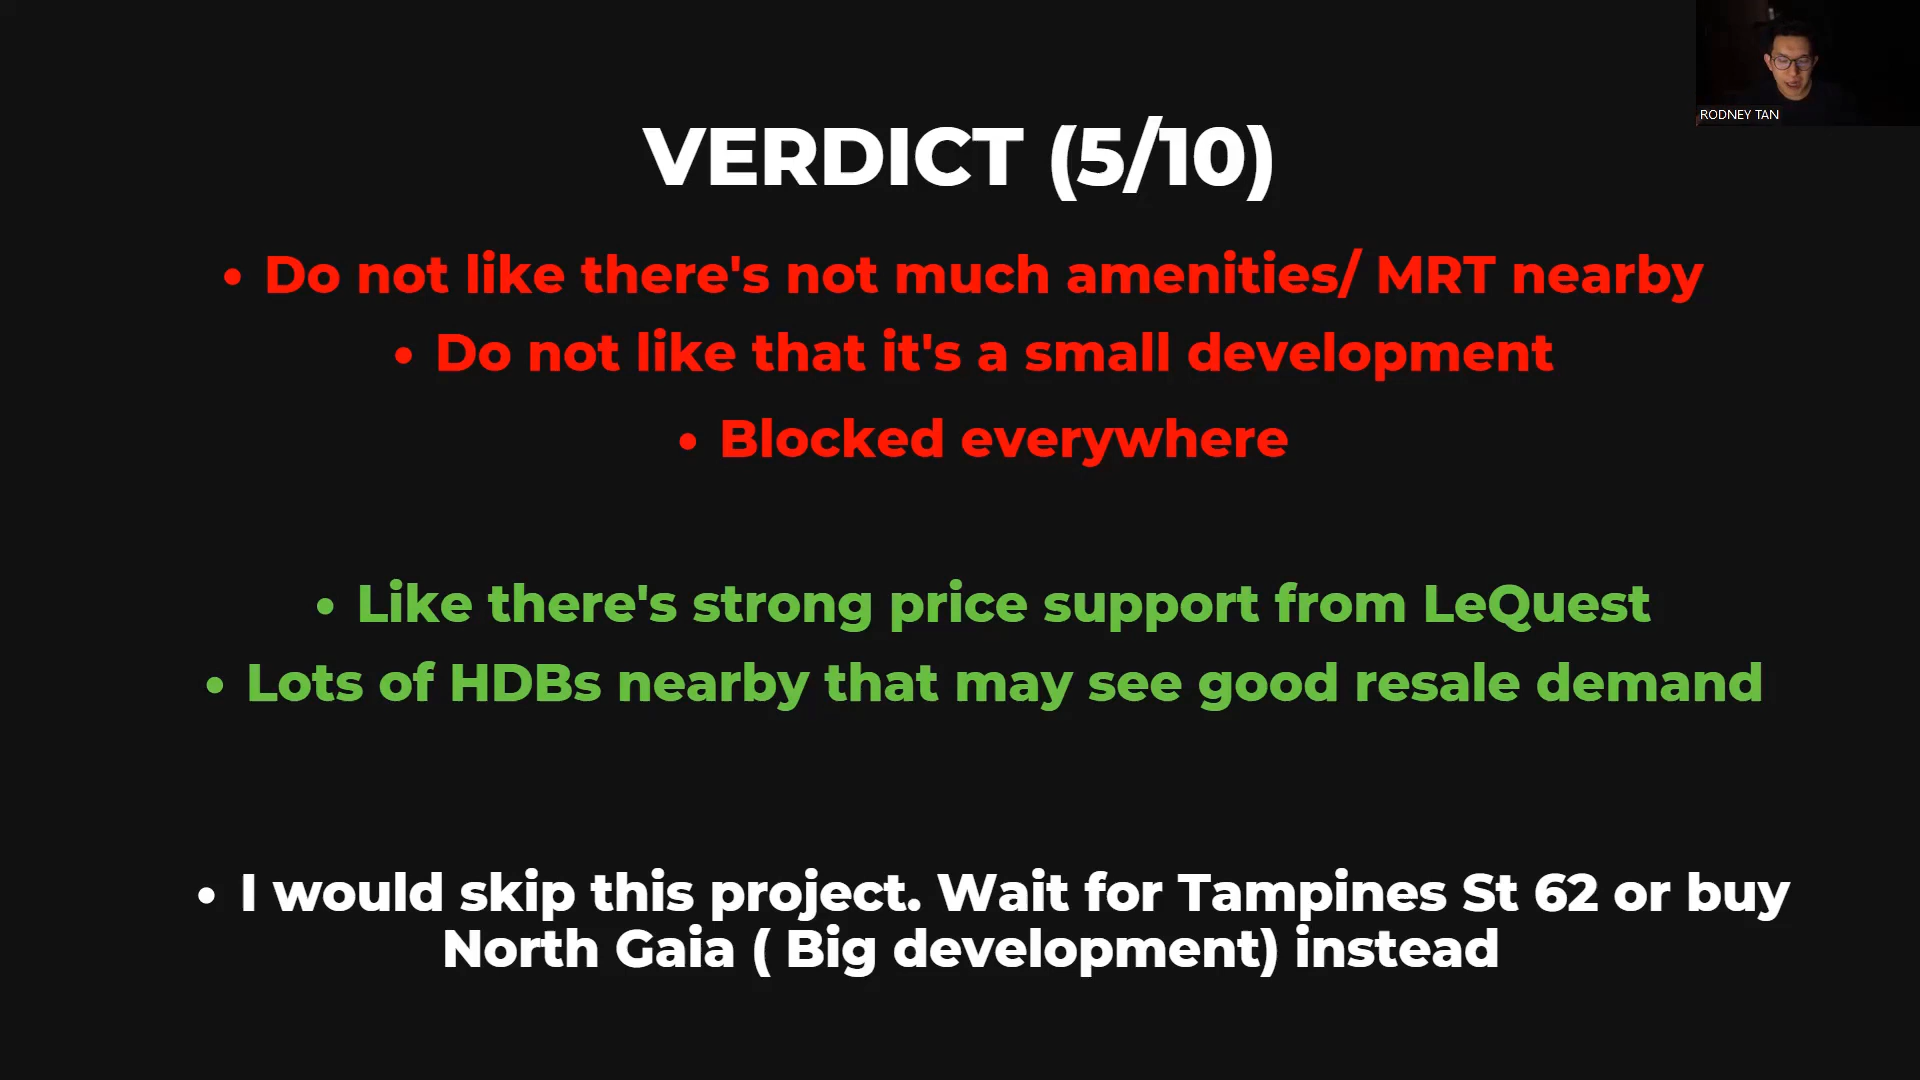 RODNEY TAN
VERDICT (5/10)
• Do not like there's not much amenities/ MRT nearby
• Do not like that it's a small development
• Blocked everywhere
• Like there's strong price support from LeQuest
• Lots of HDBs nearby that may see good resale demand
• I would skip this project. Wait for Tampines St 62 or buy
North Gaia ( Big development) instead